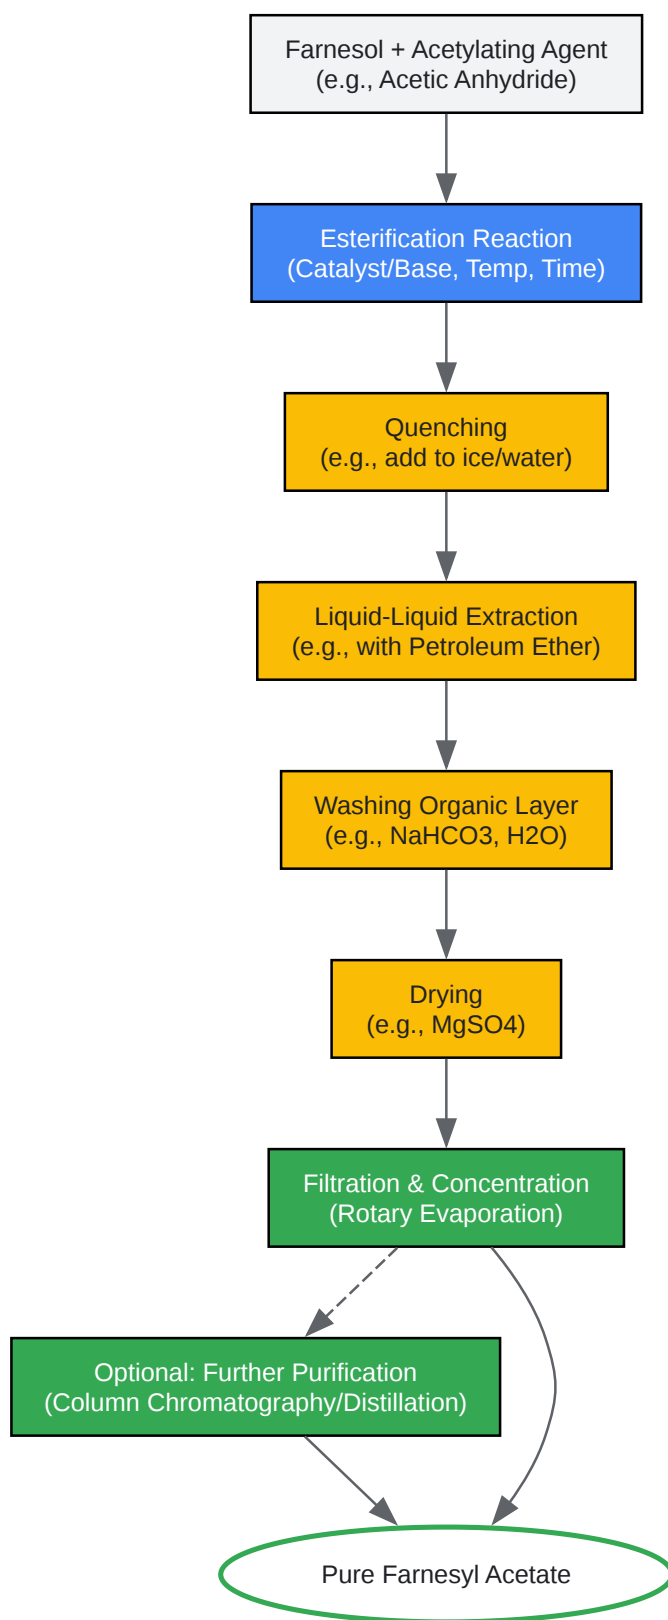 Farnesol + Acetylating Agent
(e.g., Acetic Anhydride)
Esterification Reaction
(Catalyst/Base, Temp, Time)
Quenching
(e.g., add to ice/water)
Liquid-Liquid Extraction
(e.g., with Petroleum Ether)
Washing Organic Layer
(e.g., NaHCO3, H2O)
Drying
(e.g., MgSO4)
Filtration & Concentration
(Rotary Evaporation)
Optional: Further Purification
(Column Chromatography/Distillation)
Pure Farnesyl Acetate